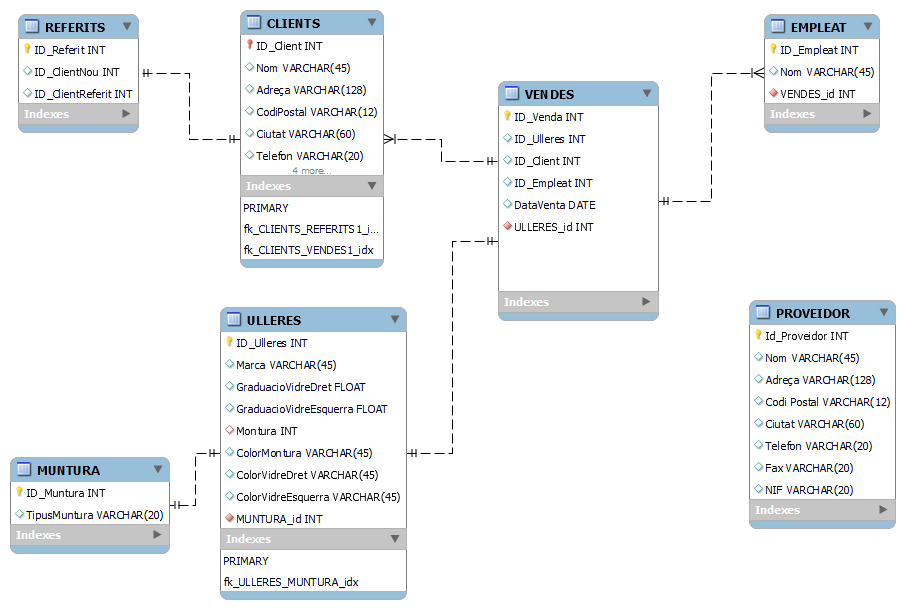 REFERITS
ID_Referit INT
ID_ClientNou INT
ID_ClientReferit INT
Indexes
CLIENTS
ID_Client INT
Nom VARCHAR(45)
Adreça VARCHAR(128)
CodiPostal VARCHAR(12)
Ciutat VARCHAR(60)
Telefon VARCHAR(20)
4 more...
Indexes
PRIMARY
fk_CLIENTS_REFERITS1_i...
fk_CLIENTS_VENDES1_idx
VENDES
ID_Venda INT
ID_Ulleres INT
ID_Client INT
ID_Empleat INT
DataVenta DATE
ULLERES_id INT
Indexes
EMPLEAT
ID_Empleat INT
Nom VARCHAR(45)
VENDES_id INT
Indexes
ULLERES
ID_Ulleres INT
Marca VARCHAR(45)
GraduacioVidreDret FLOAT
GraduacioVidreEsquerra FLOAT
Montura INT
ColorMontura VARCHAR(45)
ColorVidreDret VARCHAR(45)
ColorVidreEsquerra VARCHAR(45)
MUNTURA_id INT
Indexes
PRIMARY
fk_ULLERES_MUNTURA_idx
MUNTURA
ID_Muntura INT
TipusMuntura VARCHAR(20)
Indexes
PROVEIDOR
Id_Proveidor INT
Nom VARCHAR(45)
Adreça VARCHAR(128)
Codi Postal VARCHAR(12)
Ciutat VARCHAR(60)
Telefon VARCHAR(20)
Fax VARCHAR(20)
NIF VARCHAR(20)
Indexes